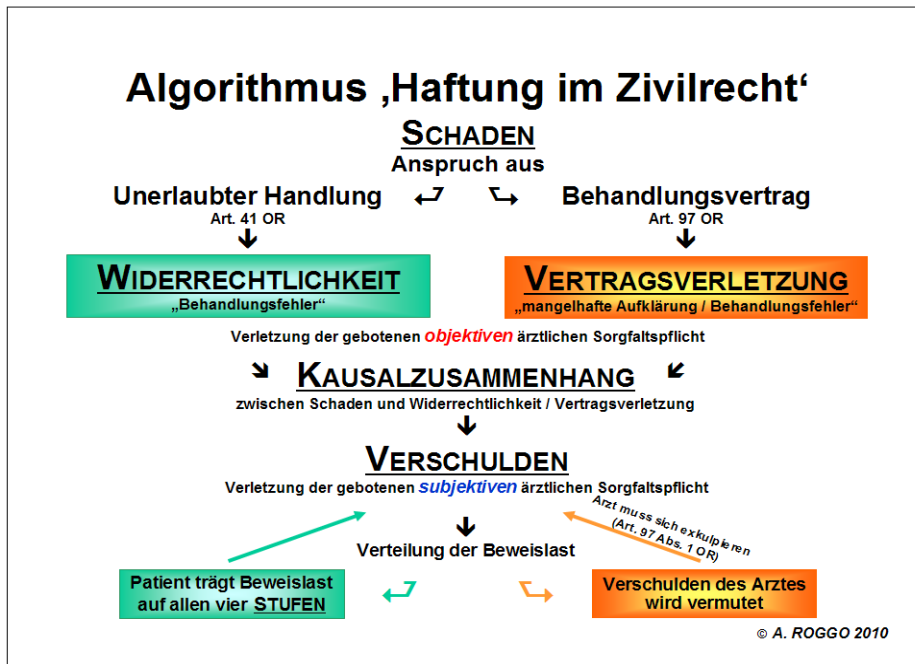 Algorithmus ‚Haftung im Zivilrecht‘
SCHADEN
Anspruch aus
Unerlaubter Handlung
Art. 41 OR
Behandlungsvertrag
Art. 97 OR
WIDERRECHTLICHKEIT
„Behandlungsfehler“
VERTRAGSVERLETZUNG
„mangelhafte Aufklärung / Behandlungsfehler“
Verletzung der gebotenen objektiven ärztlichen Sorgfaltspflicht
KAUSALZUSAMMENHANG
zwischen Schaden und Widerrechtlichkeit / Vertragsverletzung
VERSCHULDEN
Verletzung der gebotenen subjektiven ärztlichen Sorgfaltspflicht
Arzt muss sich exkulpieren
(Art. 97 Abs. 1 OR)
Verteilung der Beweislast
Patient trägt Beweislast
auf allen vier STUFEN
Verschulden des Arztes
wird vermutet
© A. ROGGO 2010